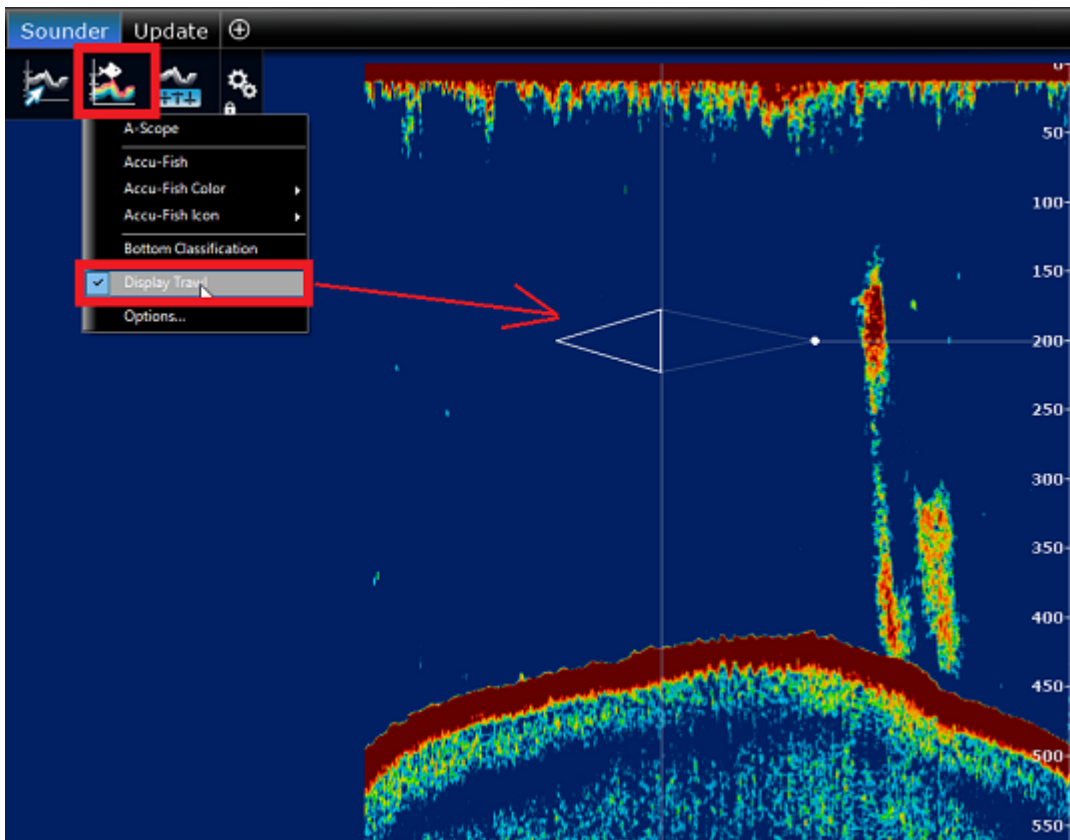 Sounder Update
A-Scope
Accu-Fish
Accu-Fish Color
Accu-Fish Icon
Bottom Classification
Display Trawl
Options...
0
50
100
150
200
250
300
350
400
450
500
550